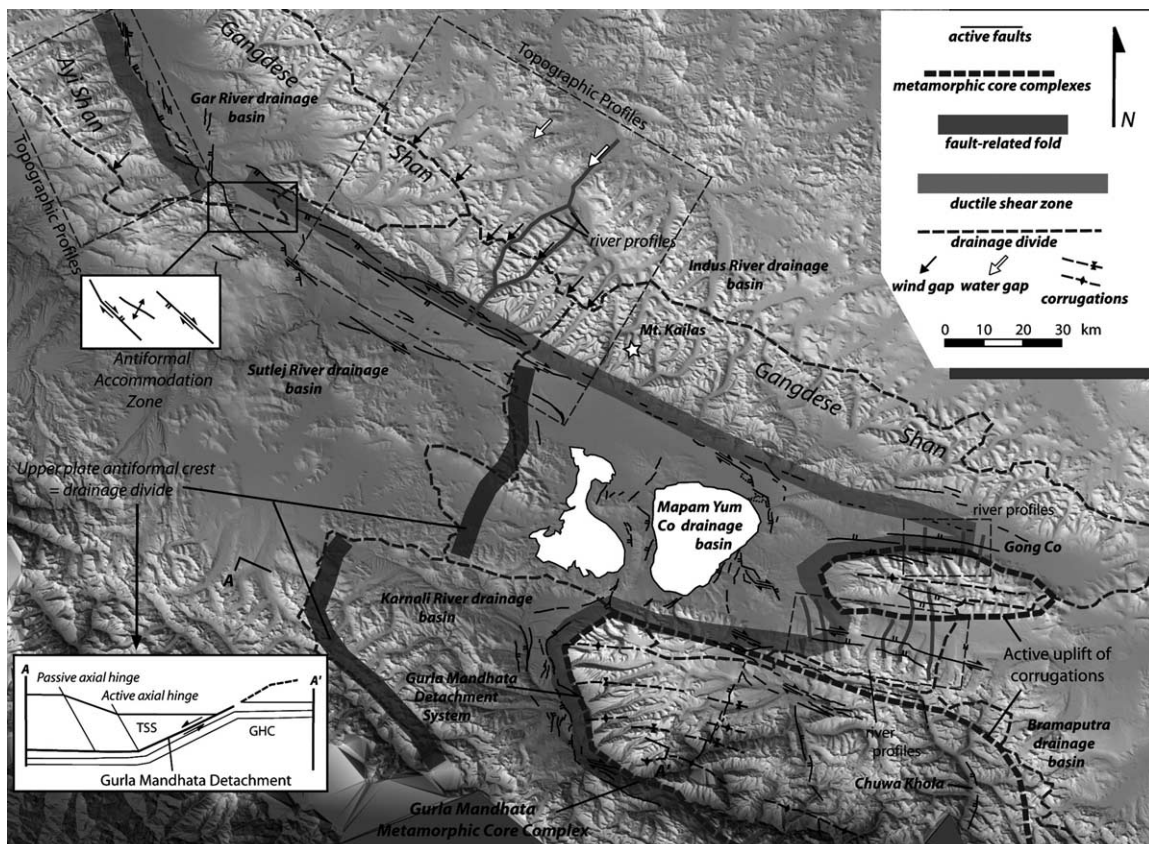 Gangdese
Ayi Shan
Gar River drainage
basin
Topographic Profiles
Shan
Topographic Profiles
river profiles
Indus River drainage
basin
Mt. Kailas
Gangdese
Shan
active faults
N
metamorphic core complexes
fault-related fold
ductile shear zone
drainage divide
wind gap
water gap
corrugations
0 10 20 30 km
Antiformal
Accommodation
Zone
Sutlej River drainage
basin
Upper plate antiformal crest
= drainage divide
A
Mapam Yum
Co drainage
basin
river profiles
Gong Co
Karnali River drainage
basin
Gurla Mandhata
Detachment
System
Active uplift of
corrugations
Bramaputra
drainage
basin
river
profiles
Chuwa Khola
A'
Gurla Mandhata
Metamorphic Core Complex
A
A'
Passive axial hinge
Active axial hinge
TSS
GHC
Gurla Mandhata Detachment